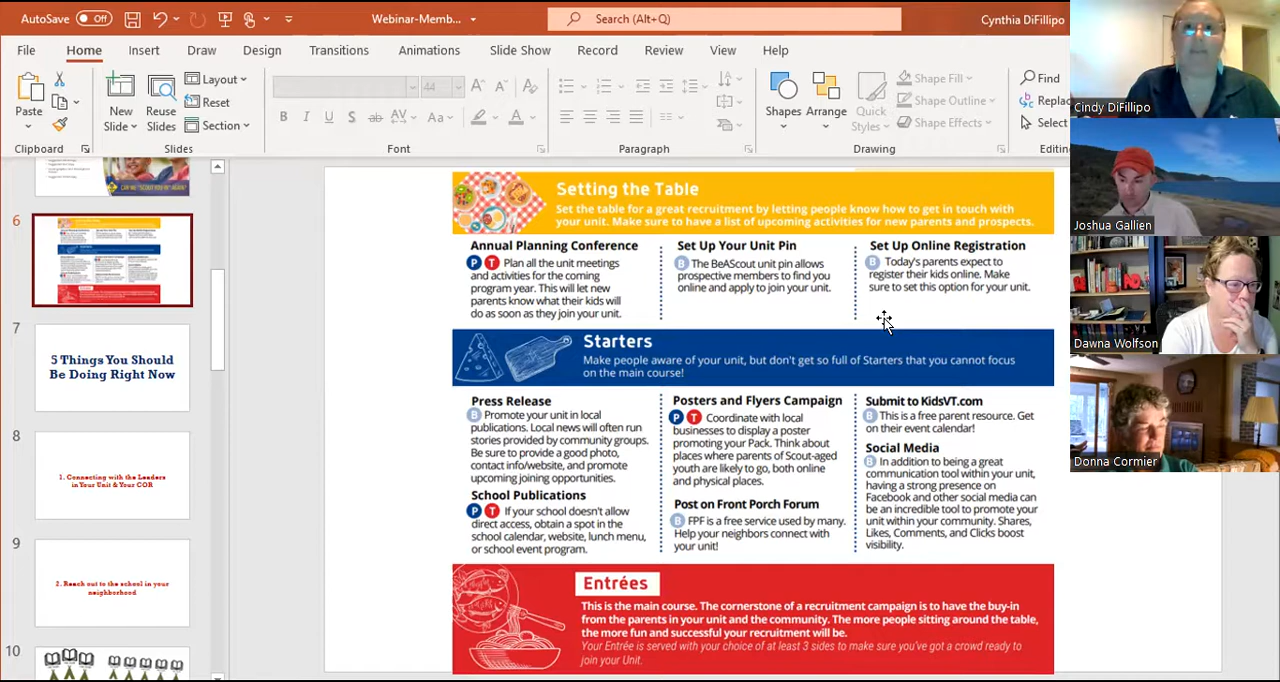 AutoSave Off Webinar-Memb... Search (Alt+Q) Cynthia DiFillipo
File Home Insert Draw Design Transitions Animations Slide Show Record Review View Help
Paste
Clipboard
New Slide
Reuse Slides
Layout
Reset
Section
Slides
44
Font
Paragraph
Shapes Arrange Quick Styles
Shape Fill
Shape Outline
Shape Effects
Drawing
Find
Replac
Select
Editin
Cindy DiFillipo
Joshua Gallien
Dawna Wolfson
Donna Cormier
6
7
5 Things You Should
Be Doing Right Now
8
1. Connecting with the Leaders
in Your Unit & Your COR
9
2. Reach out to the school in your
neighborhood
10
Setting the Table
Set the table for a great recruitment by letting people know how to get in touch with
your unit. Make sure to have a list of upcoming activities for new parents and prospects.
Annual Planning Conference
P T Plan all the unit meetings
and activities for the coming
program year. This will let new
parents know what their kids will
do as soon as they join your unit.
Set Up Your Unit Pin
B The BeAScout unit pin allows
prospective members to find you
online and apply to join your unit.
Set Up Online Registration
B Today's parents expect to
register their kids online. Make
sure to set this option for your unit.
Starters
Make people aware of your unit, but don't get so full of Starters that you cannot focus
on the main course!
Press Release
B Promote your unit in local
publications. Local news will often run
stories provided by community groups.
Be sure to provide a good photo,
contact info/website, and promote
upcoming joining opportunities.
School Publications
P T If your school doesn't allow
direct access, obtain a spot in the
school calendar, website, lunch menu,
or school event program.
Posters and Flyers Campaign
P T Coordinate with local
businesses to display a poster
promoting your Pack. Think about
places where parents of Scout-aged
youth are likely to go, both online
and physical places.
Post on Front Porch Forum
B FPF is a free service used by many.
Help your neighbors connect with
your unit!
Submit to KidsVT.com
B This is a free parent resource. Get
on their event calendar!
Social Media
B In addition to being a great
communication tool within your unit,
having a strong presence on
Facebook and other social media can
be an incredible tool to promote your
unit within your community. Shares,
Likes, Comments, and Clicks boost
visibility.
Entrées
This is the main course. The cornerstone of a recruitment campaign is to have the buy-in
from the parents in your unit and the community. The more people sitting around the table,
the more fun and successful your recruitment will be.
Your Entrée is served with your choice of at least 3 sides to make sure you've got a crowd ready to
join your Unit.